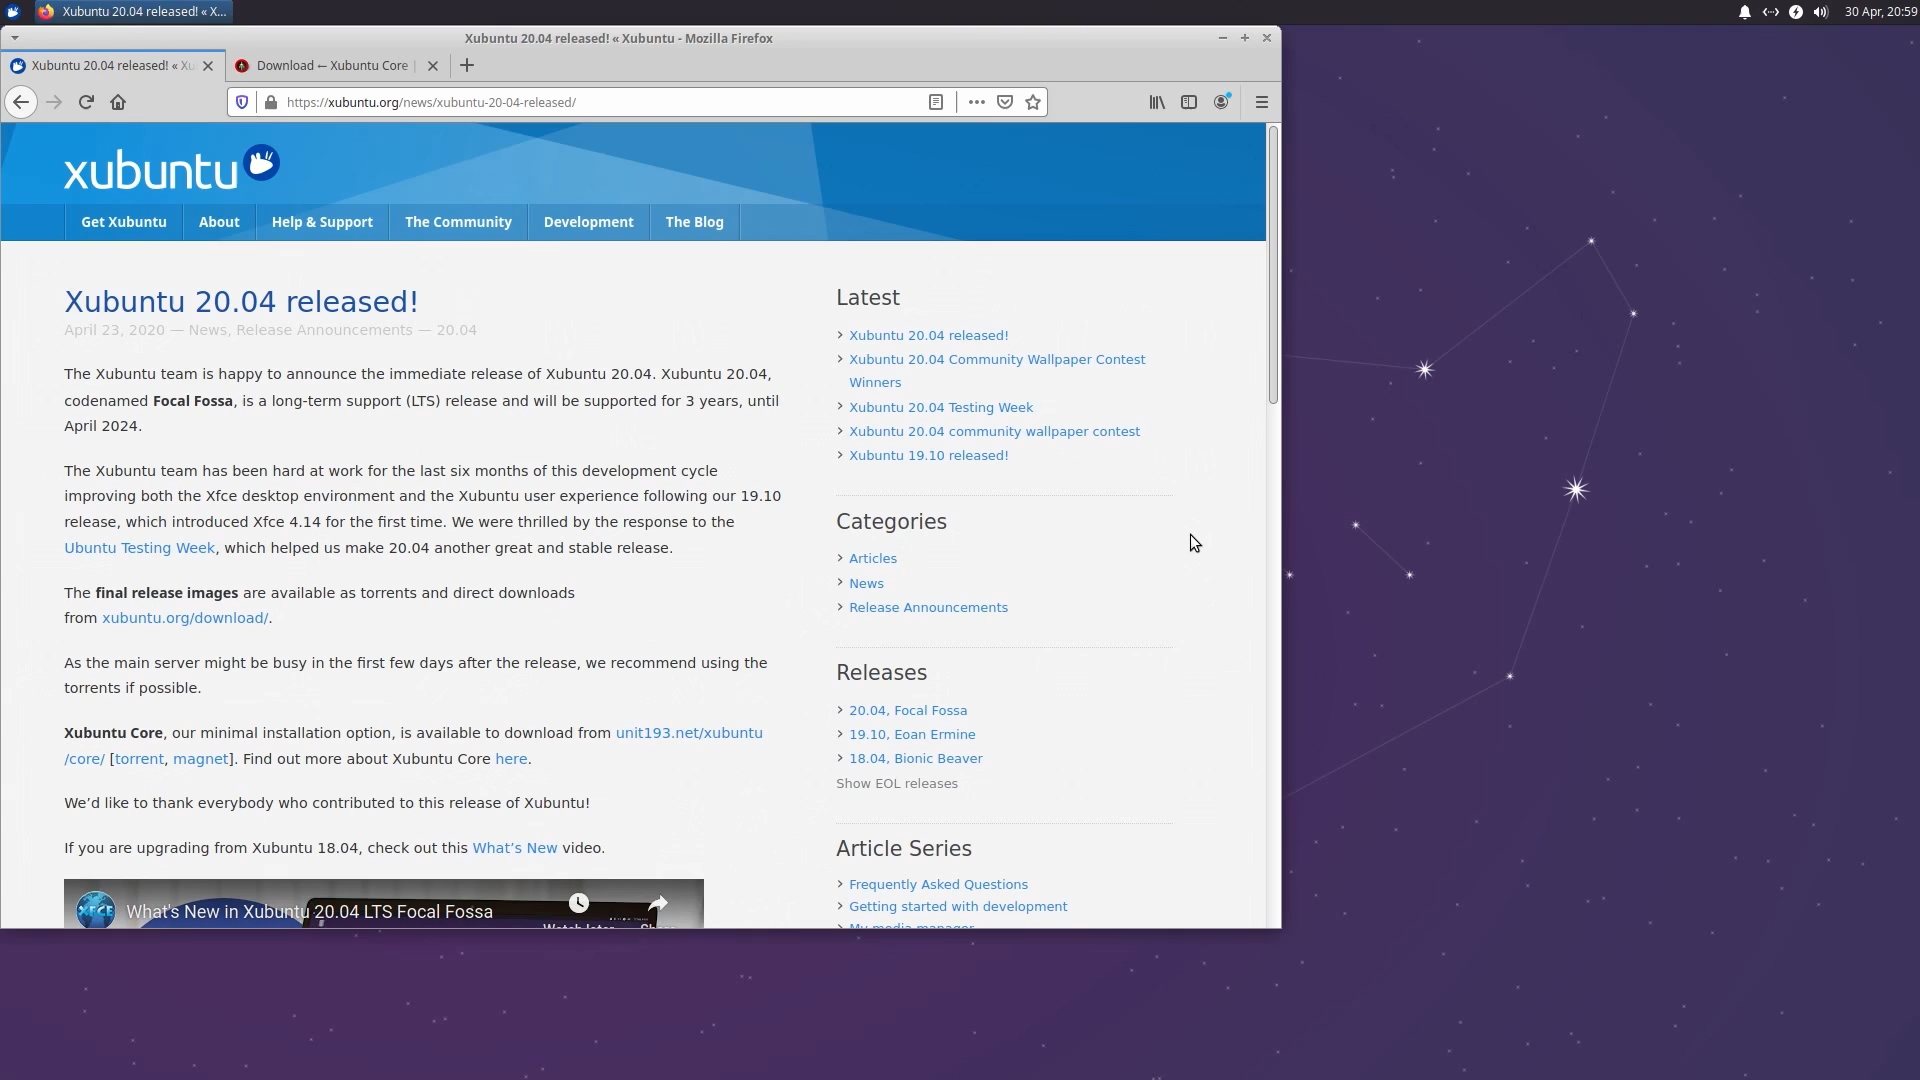 Xubuntu 20.04 released! « X...
30 Apr, 20:59
Xubuntu 20.04 released! « Xubuntu - Mozilla Firefox
Xubuntu 20.04 released! « Xu
Download ← Xubuntu Core |
https://xubuntu.org/news/xubuntu-20-04-released/
xubuntu
Get Xubuntu
About
Help & Support
The Community
Development
The Blog
Xubuntu 20.04 released!
April 23, 2020 — News, Release Announcements — 20.04
The Xubuntu team is happy to announce the immediate release of Xubuntu 20.04. Xubuntu 20.04,
codenamed Focal Fossa, is a long-term support (LTS) release and will be supported for 3 years, until
April 2024.
The Xubuntu team has been hard at work for the last six months of this development cycle
improving both the Xfce desktop environment and the Xubuntu user experience following our 19.10
release, which introduced Xfce 4.14 for the first time. We were thrilled by the response to the
Ubuntu Testing Week, which helped us make 20.04 another great and stable release.
The final release images are available as torrents and direct downloads
from xubuntu.org/download/.
As the main server might be busy in the first few days after the release, we recommend using the
torrents if possible.
Xubuntu Core, our minimal installation option, is available to download from unit193.net/xubuntu
/core/ [torrent, magnet]. Find out more about Xubuntu Core here.
We’d like to thank everybody who contributed to this release of Xubuntu!
If you are upgrading from Xubuntu 18.04, check out this What’s New video.
XFCE
What's New in Xubuntu 20.04 LTS Focal Fossa
Watch later
Share
Latest
Xubuntu 20.04 released!
Xubuntu 20.04 Community Wallpaper Contest
Winners
Xubuntu 20.04 Testing Week
Xubuntu 20.04 community wallpaper contest
Xubuntu 19.10 released!
Categories
Articles
News
Release Announcements
Releases
20.04, Focal Fossa
19.10, Eoan Ermine
18.04, Bionic Beaver
Show EOL releases
Article Series
Frequently Asked Questions
Getting started with development
My media manager